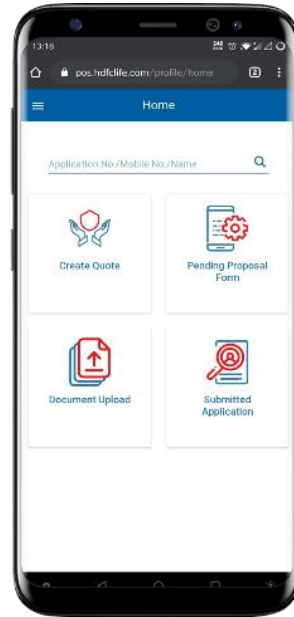 13:18
pos.hdfclife.com/profile/home
Home
Application No./Mobile No./Name
Create Quote
Pending Proposal
Form
Document Upload
Submitted
Application